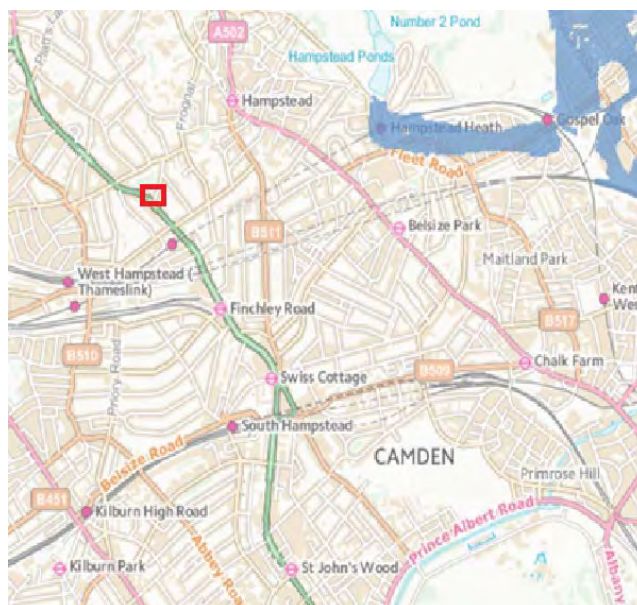 Number 2 Pond
Hampstead
Ponds
A502
Frognal
Hampstead
Hampstead Heath
Gospel Oak
Fleet Road
B511
Belsize Park
Maitland Park
West Hampstead (
Thameslink)
Finchley Road
Kent
Wes
B517
B510
Priory Road
Swiss Cottage
B509
Chalk Farm
South Hampstead
Belsize Road
CAMDEN
Primrose Hill
B451
Kilburn High Road
Abbey Road
Prince Albert Road
Albany
Kilburn Park
St John's Wood